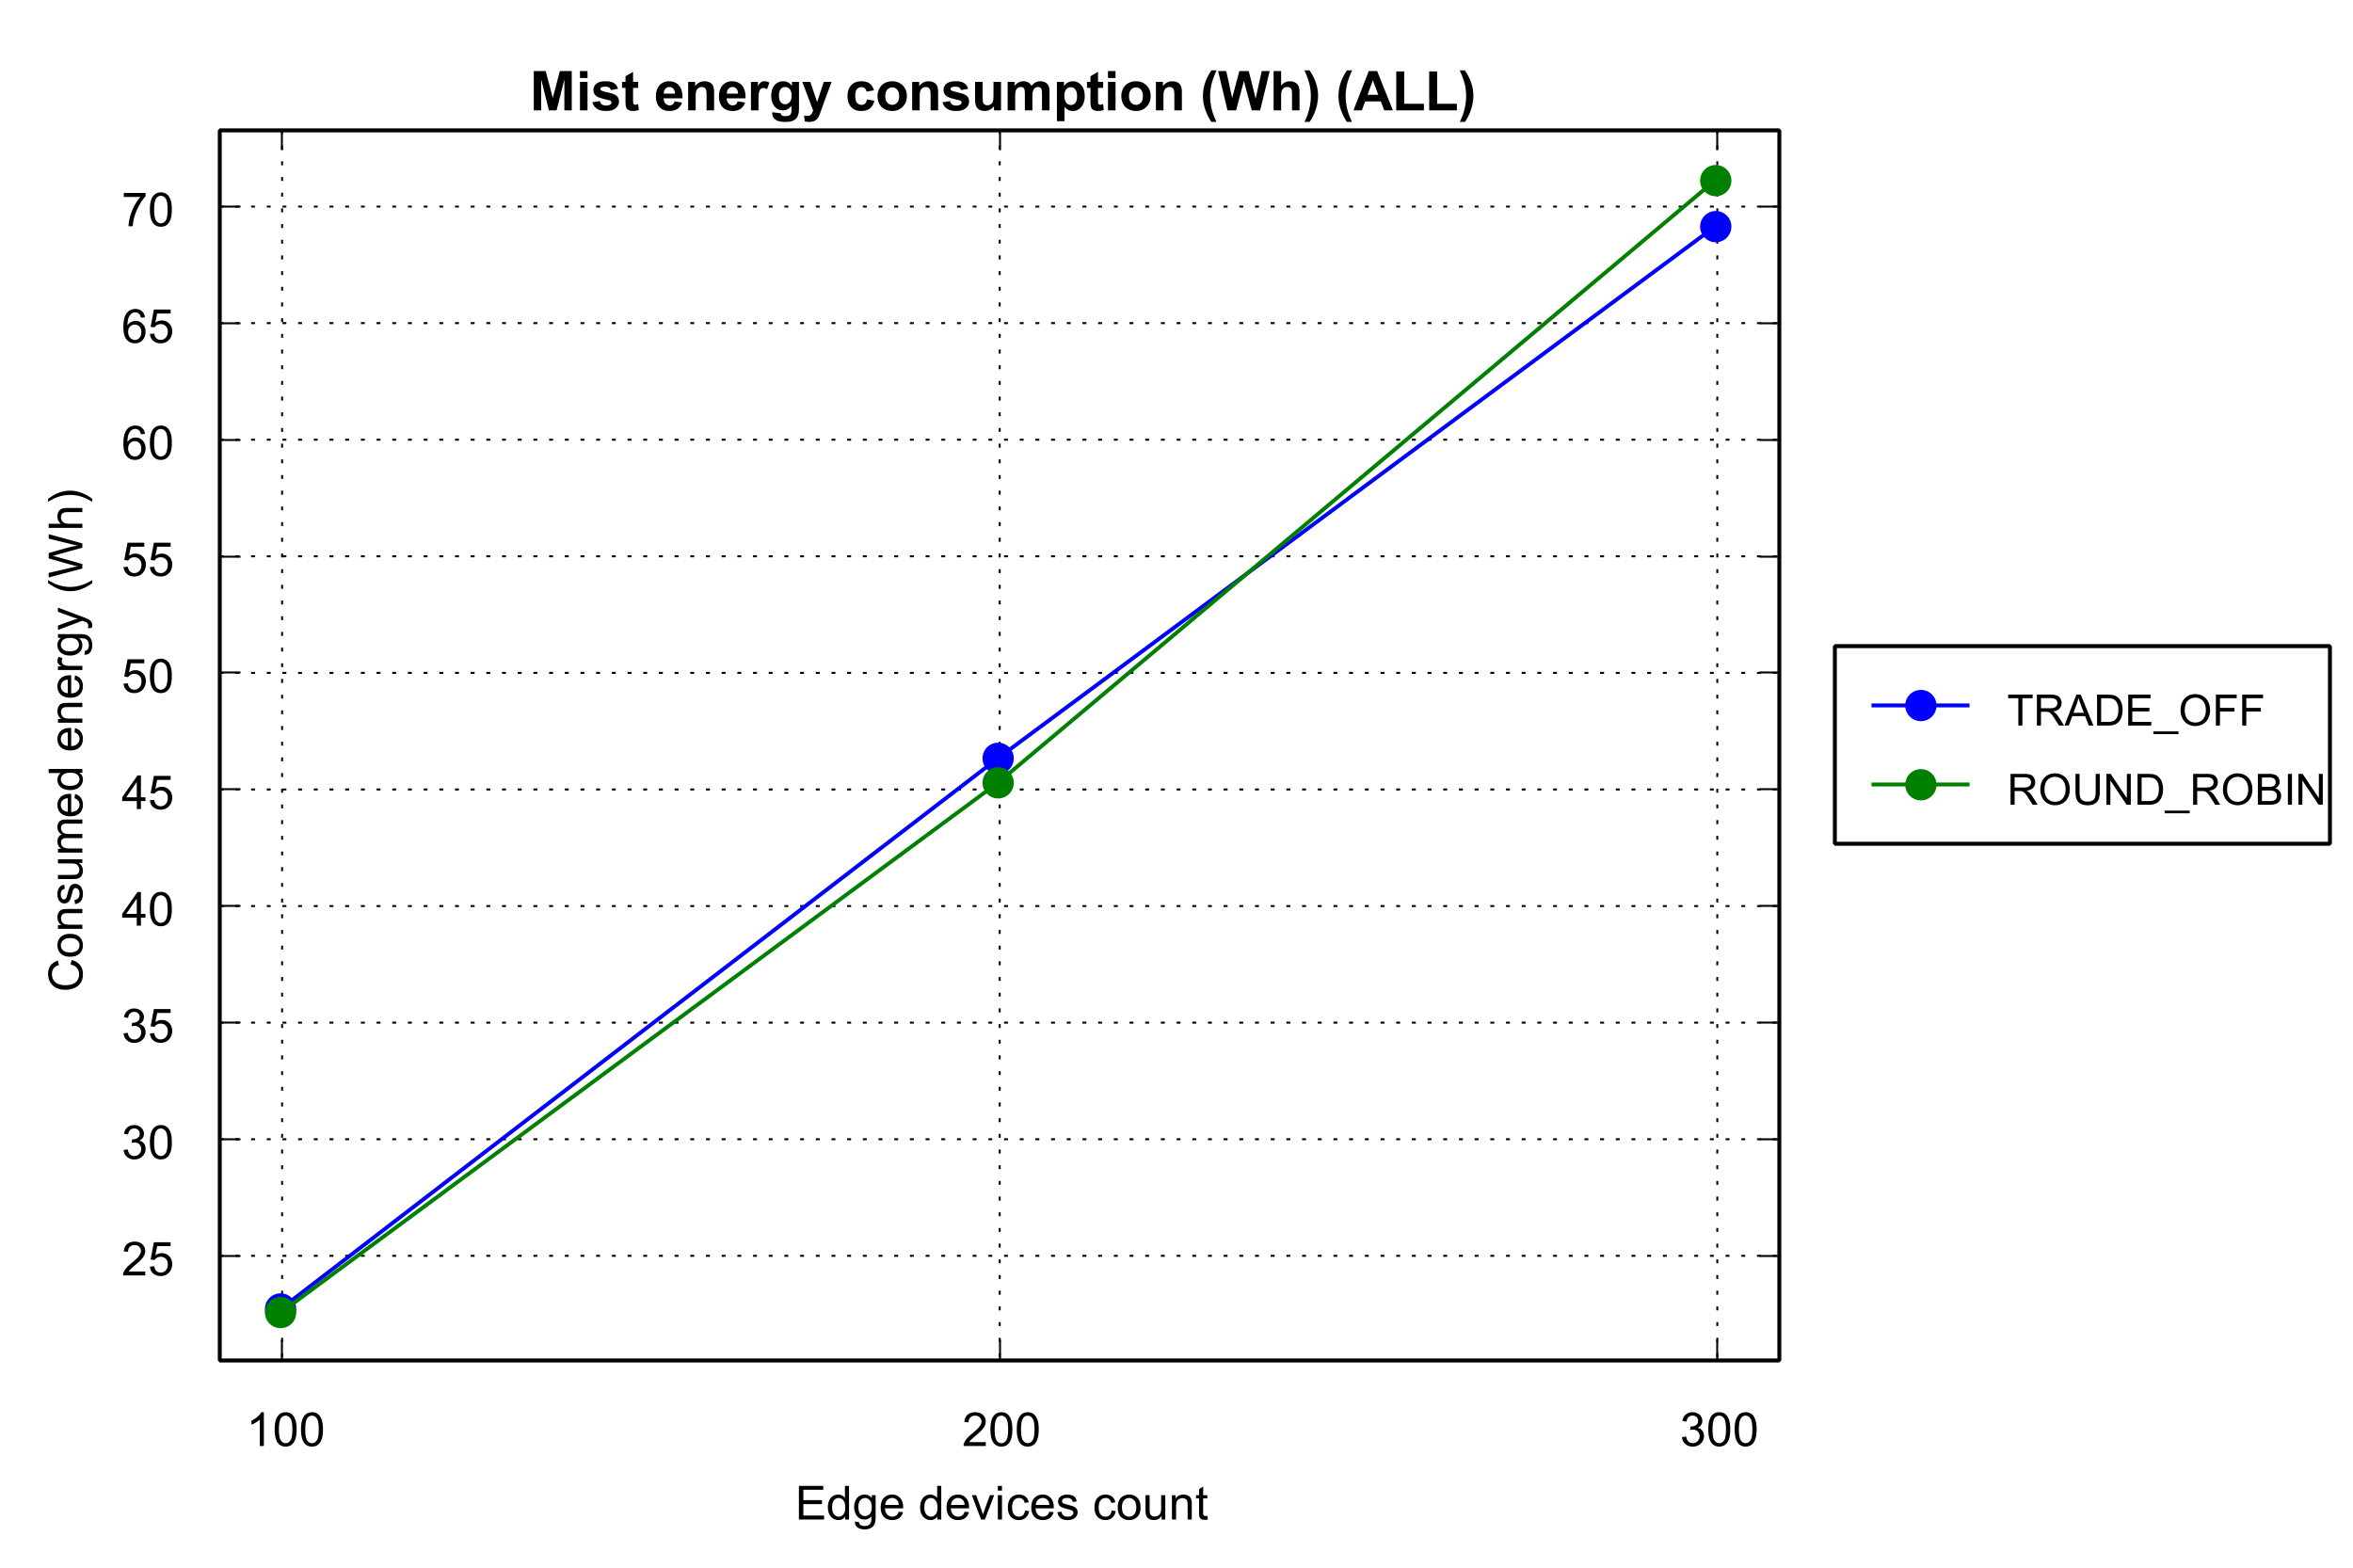 Mist energy consumption (Wh) (ALL)
70
65
60
55
50
45
40
35
30
25
Consumed energy (Wh)
100 200 300
Edge devices count
TRADE_OFF
ROUND_ROBIN